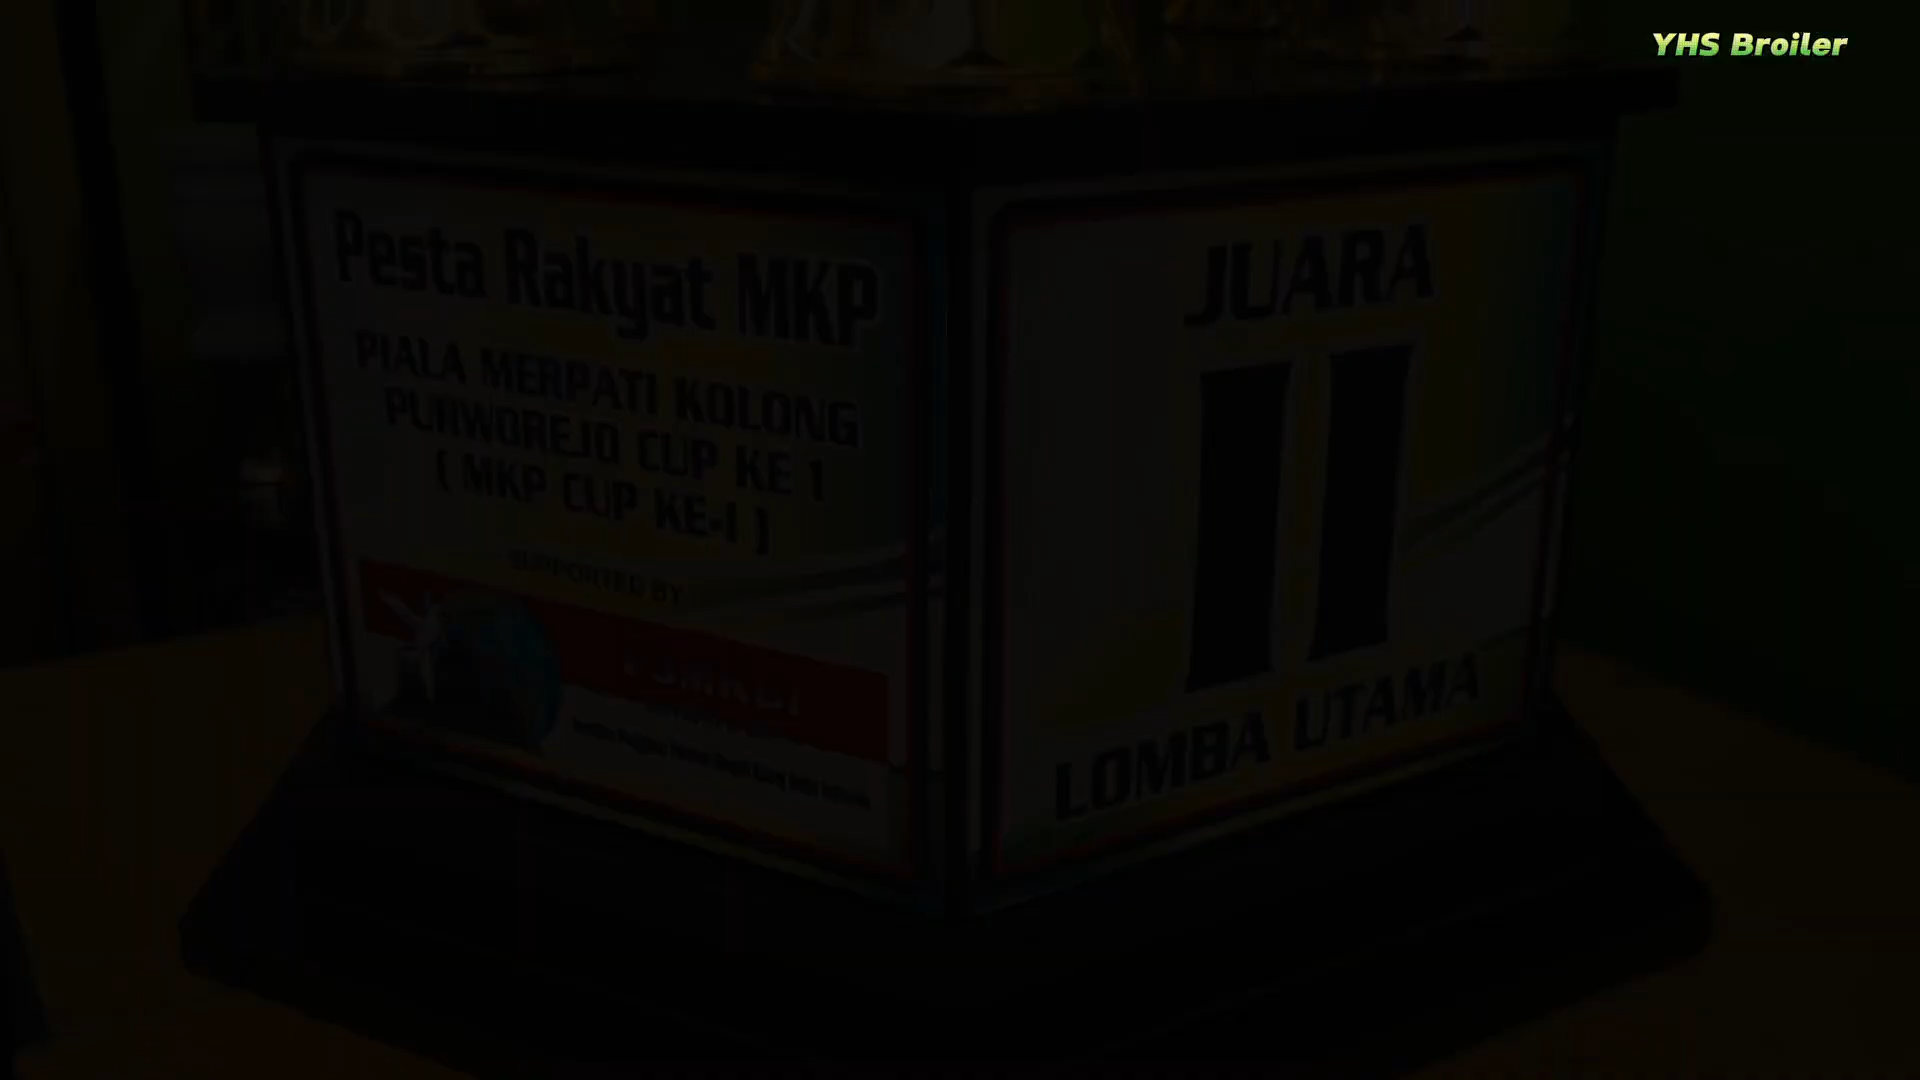 YHS Broiler
Pesta Rakyat MKP
PIALA MERPATI KOLONG
PURWOREJO CUP KE 1
( MKP CUP KE-I )
SUPPORTED BY
JUARA
II
LOMBA UTAMA